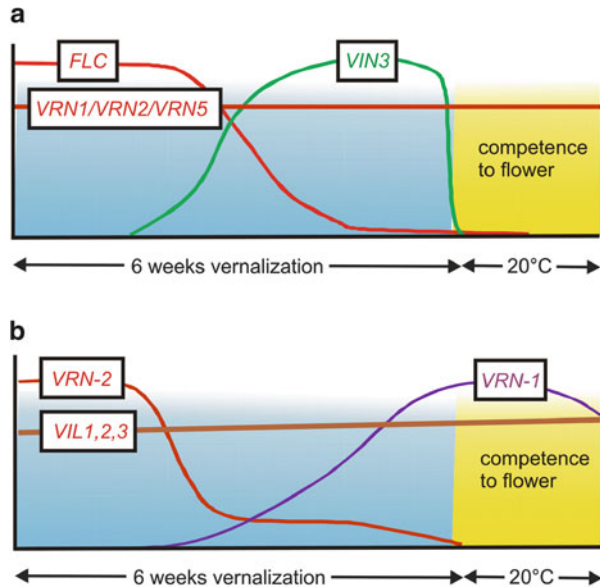 a
FLC
VIN3
VRN1/VRN2/VRN5
competence
to flower
6 weeks vernalization
20°C
b
VRN-2
VRN-1
VIL1,2,3
competence
to flower
6 weeks vernalization
20°C